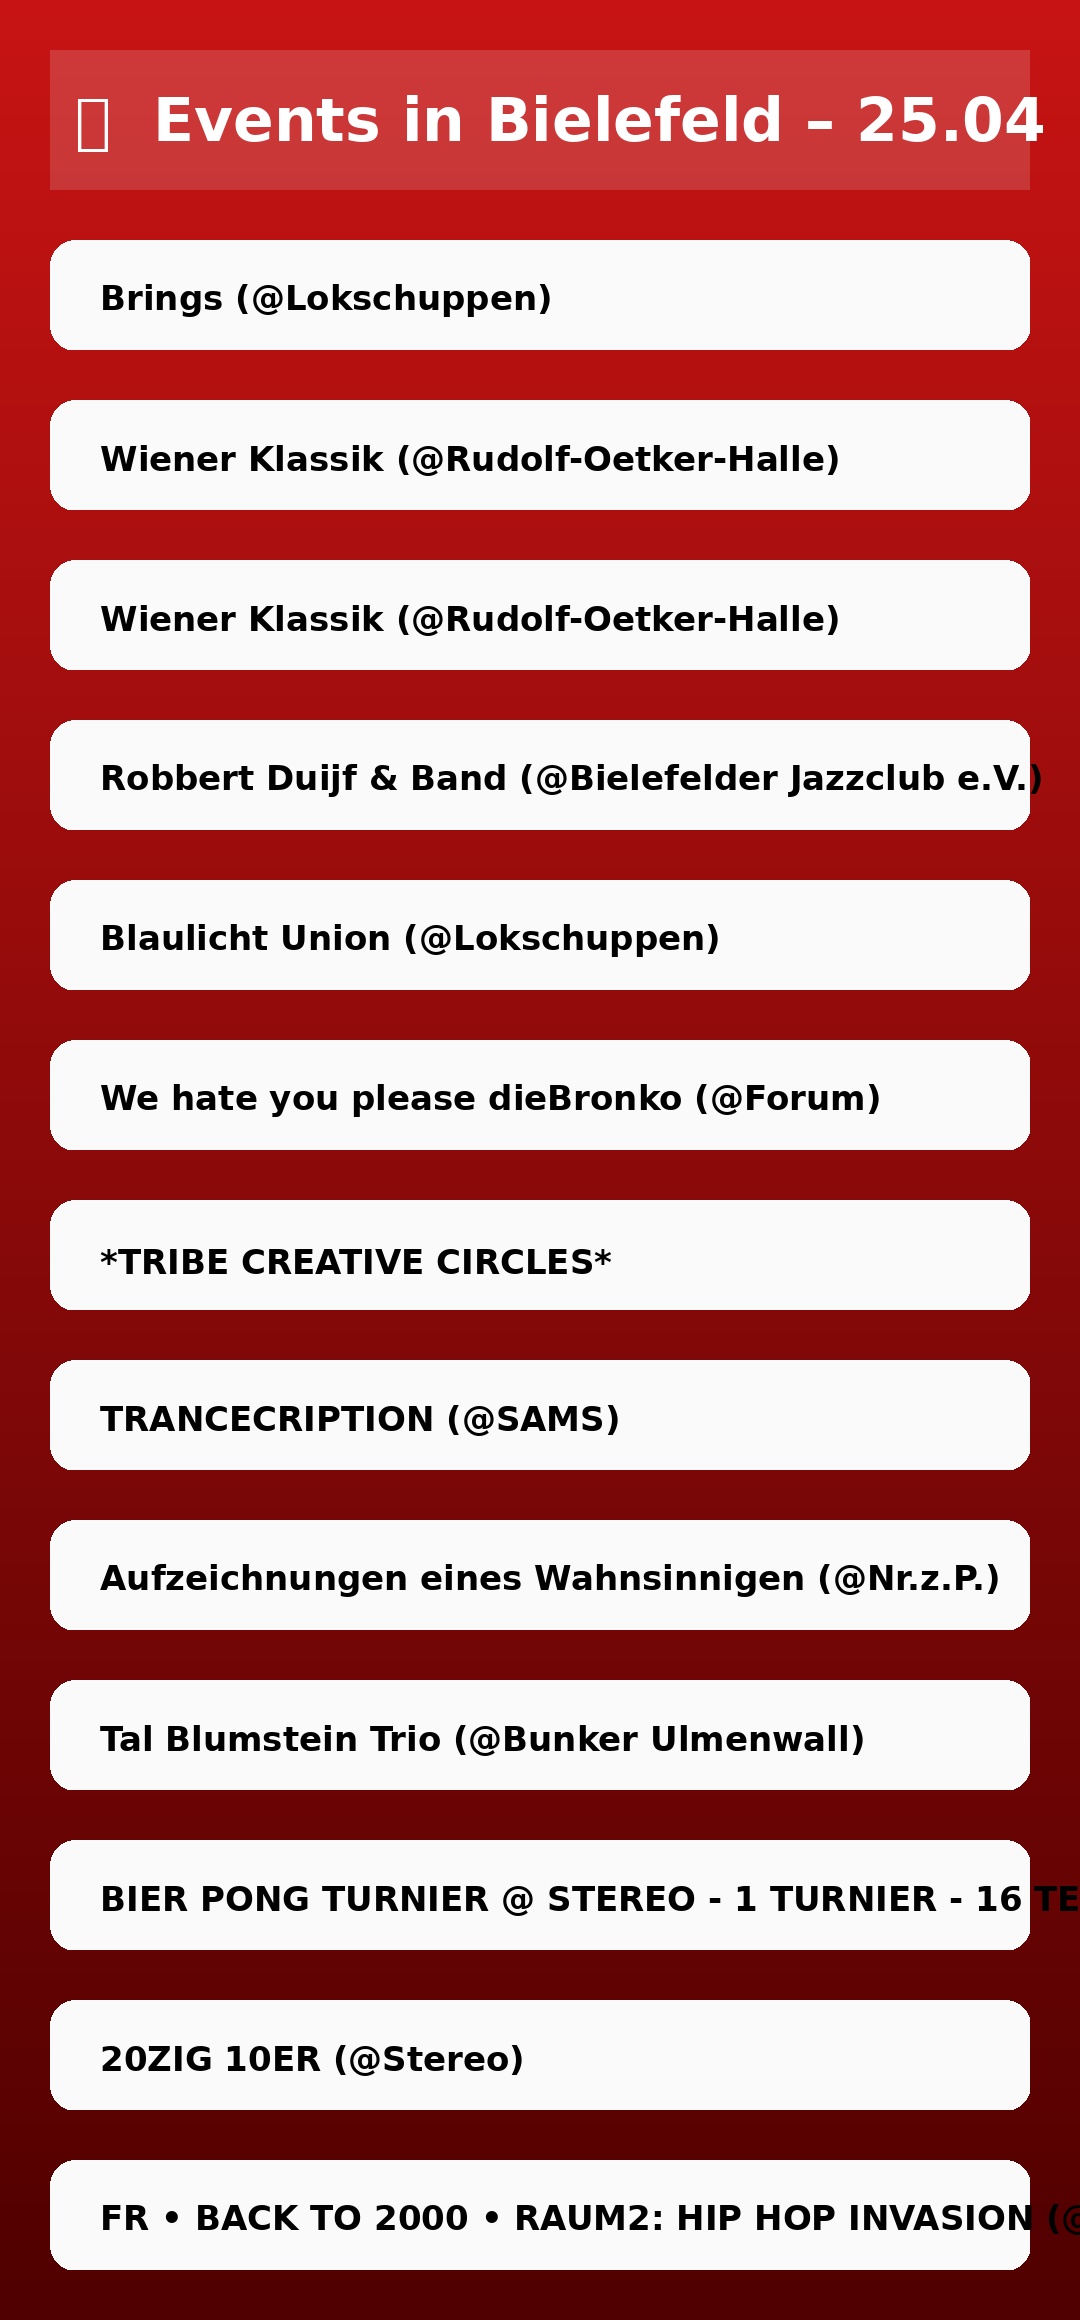 Events in Bielefeld – 25.04
Brings (@Lokschuppen)
Wiener Klassik (@Rudolf-Oetker-Halle)
Wiener Klassik (@Rudolf-Oetker-Halle)
Robbert Duijf & Band (@Bielefelder Jazzclub e.V.)
Blaulicht Union (@Lokschuppen)
We hate you please dieBronko (@Forum)
*TRIBE CREATIVE CIRCLES*
TRANCECRIPTION (@SAMS)
Aufzeichnungen eines Wahnsinnigen (@Nr.z.P.)
Tal Blumstein Trio (@Bunker Ulmenwall)
BIER PONG TURNIER @ STEREO - 1 TURNIER - 16 TE
20ZIG 10ER (@Stereo)
FR • BACK TO 2000 • RAUM2: HIP HOP INVASION (@